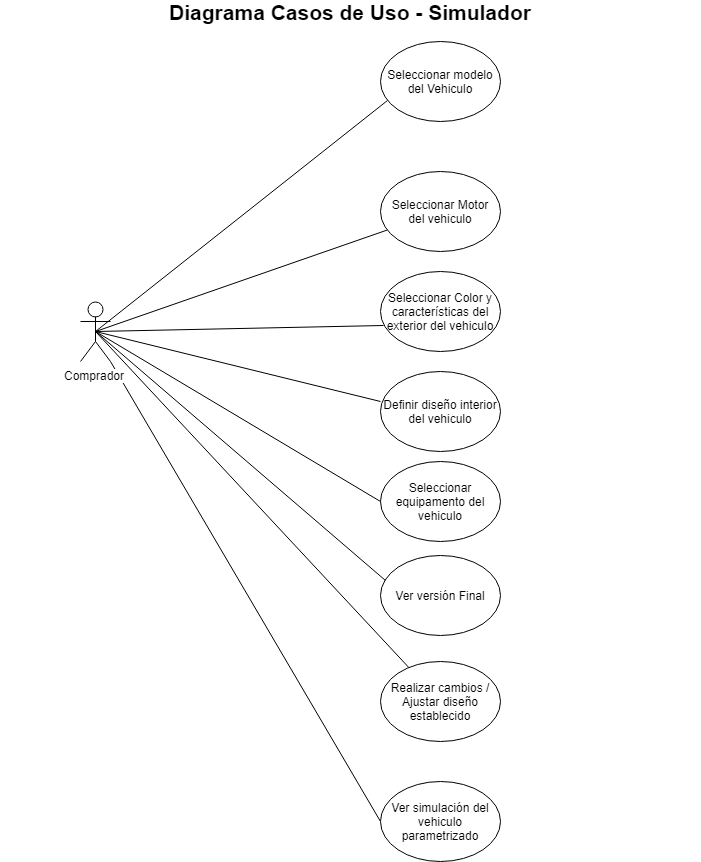 Diagrama Casos de Uso - Simulador
Seleccionar modelo
del Vehiculo
Seleccionar Motor
del vehiculo
Seleccionar Color y
características del
exterior del vehiculo
Comprador
Definir diseño interior
del vehiculo
Seleccionar
equipamento del
vehiculo
Ver versión Final
Realizar cambios /
Ajustar diseño
establecido
Ver simulación del
vehiculo
parametrizado